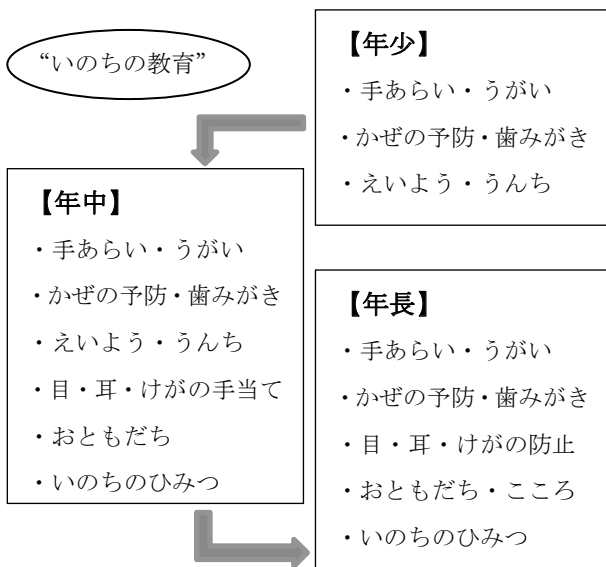 “いのちの教育”
【年少】
・手あらい・うがい
・かぜの予防・歯みがき
・えいよう・うんち
【年中】
・手あらい・うがい
・かぜの予防・歯みがき
・えいよう・うんち
・目・耳・けがの手当て
・おともだち
・いのちのひみつ
【年長】
・手あらい・うがい
・かぜの予防・歯みがき
・目・耳・けがの防止
・おともだち・こころ
・いのちのひみつ